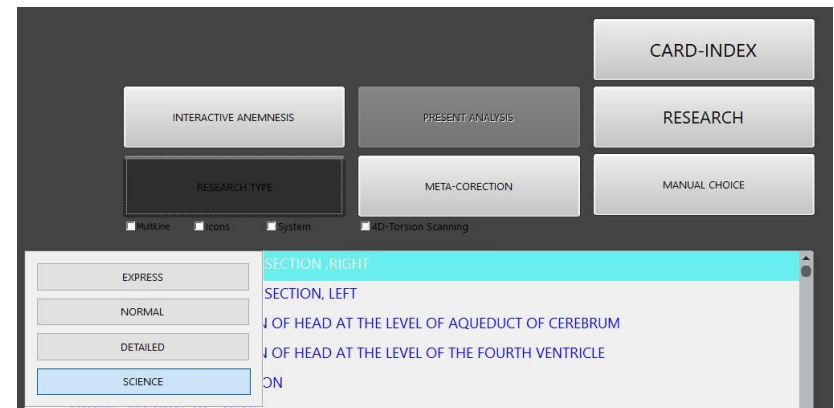 CARD-INDEX
INTERACTIVE ANEMNESIS
PRESENT ANALYSIS
RESEARCH
RESEARCH TYPE
META-CORECTION
MANUAL CHOICE
MultiLine
Icons
System
4D-Torsion Scanning
SECTION ,RIGHT
EXPRESS
SECTION, LEFT
NORMAL
OF HEAD AT THE LEVEL OF AQUEDUCT OF CEREBRUM
DETAILED
OF HEAD AT THE LEVEL OF THE FOURTH VENTRICLE
SCIENCE
ON